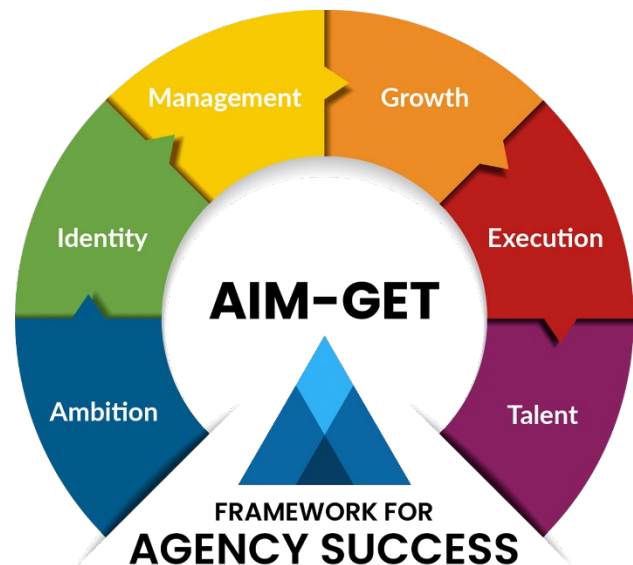 Management
Growth
Identity
Execution
AIM-GET
Ambition
Talent
FRAMEWORK FOR
AGENCY SUCCESS